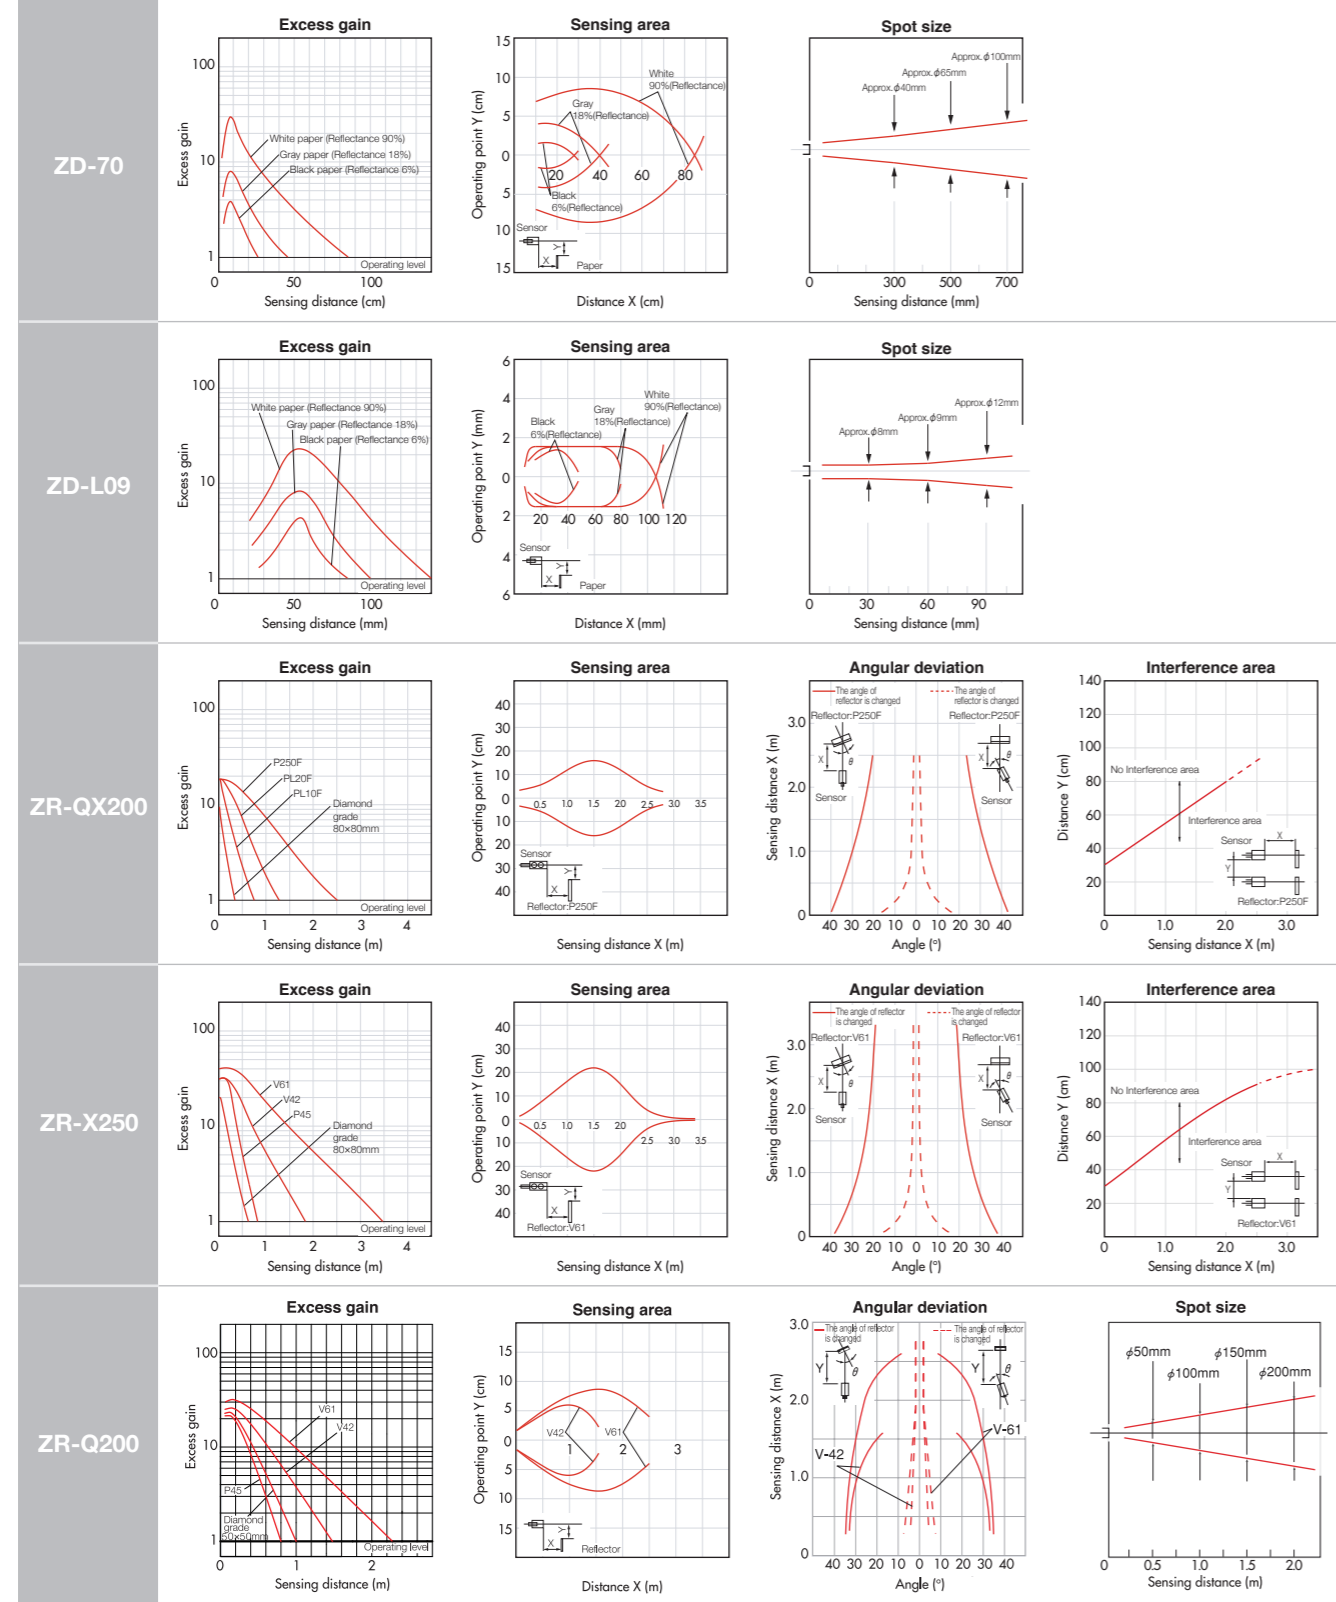 ZD-70
Excess gain
Excess gain
100
10
1
White paper (Reflectance 90%)
Gray paper (Reflectance 18%)
Black paper (Reflectance 6%)
Operating level
0
50
100
Sensing distance (cm)
Sensing area
Operating point Y (cm)
15
10
5
0
5
10
15
White
90%(Reflectance)
Gray
18%(Reflectance)
20
40
60
80
Black
6%(Reflectance)
Sensor
Y
X
Paper
Distance X (cm)
Spot size
Approx.ϕ100mm
Approx.ϕ65mm
Approx.ϕ40mm
0
300
500
700
Sensing distance (mm)
ZD-L09
Excess gain
Excess gain
100
10
1
White paper (Reflectance 90%)
Gray paper (Reflectance 18%)
Black paper (Reflectance 6%)
Operating level
0
50
100
Sensing distance (mm)
Sensing area
Operating point Y (mm)
6
4
2
0
2
4
6
White
90%(Reflectance)
Gray
18%(Reflectance)
Black
6%(Reflectance)
20
40
60
80
100
120
Sensor
Y
X
Paper
Distance X (mm)
Spot size
Approx.ϕ12mm
Approx.ϕ9mm
Approx.ϕ8mm
0
30
60
90
Sensing distance (mm)
ZR-QX200
Excess gain
Excess gain
100
10
1
P250F
PL20F
PL10F
Diamond
grade
80×80mm
Operating level
0
1
2
3
4
Sensing distance (m)
Sensing area
Operating point Y (cm)
40
30
20
10
0
10
20
30
40
0.5
1.0
1.5
2.0
2.5
3.0
3.5
Sensor
Y
X
Reflector:P250F
Sensing distance X (m)
Angular deviation
The angle of
reflector is changed
The angle of
reflector is changed
Reflector:P250F
Reflector:P250F
Sensing distance X (m)
3.0
2.0
1.0
0
X
θ
Sensor
X
θ
Sensor
40 30 20 10 0 10 20 30 40
Angle (°)
Interference area
Distance Y (cm)
140
120
100
80
60
40
20
No Interference area
Interference area
Sensor
X
Y
Reflector:P250F
0
1.0
2.0
3.0
Sensing distance X (m)
ZR-X250
Excess gain
Excess gain
100
10
1
V61
V42
P45
Diamond
grade
80×80mm
Operating level
0
1
2
3
4
Sensing distance (m)
Sensing area
Operating point Y (cm)
40
30
20
10
0
10
20
30
40
0.5
1.0
1.5
2.0
2.5
3.0
3.5
Sensor
Y
X
Reflector:V61
Sensing distance X (m)
Angular deviation
The angle of reflector
is changed
The angle of reflector
is changed
Reflector:V61
Reflector:V61
Sensing distance X (m)
3.0
2.0
1.0
0
X
θ
Sensor
X
θ
Sensor
40 30 20 10 0 10 20 30 40
Angle (°)
Interference area
Distance Y (cm)
140
120
100
80
60
40
20
No Interference area
Interference area
Sensor
X
Y
Reflector:V61
0
1.0
2.0
3.0
Sensing distance X (m)
ZR-Q200
Excess gain
Excess gain
100
10
1
V61
V42
P45
Diamond
grade
50×50mm
Operating level
0
1
2
Sensing distance (m)
Sensing area
Operating point Y (cm)
15
10
5
0
5
10
15
V42
1
V61
2
3
Y
X
Reflector
Distance X (m)
Angular deviation
The angle of reflector
is changed
The angle of reflector
is changed
Sensing distance X (m)
3.0
2.0
1.0
0
Y
θ
Y
θ
V-61
V-42
40 30 20 10 0 10 20 30 40
Angle (°)
Spot size
ϕ50mm
ϕ150mm
ϕ100mm
ϕ200mm
0
0.5
1.0
1.5
2.0
Sensing distance (m)